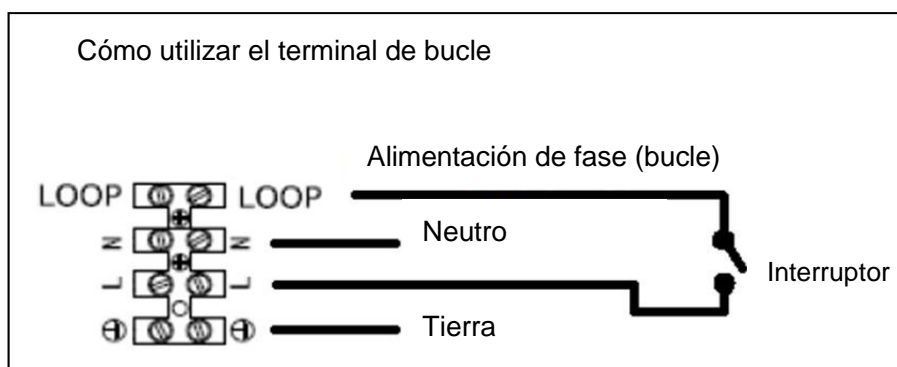 Cómo utilizar el terminal de bucle
Alimentación de fase (bucle)
LOOP LOOP
N N Neutro
L L Interruptor
Tierra